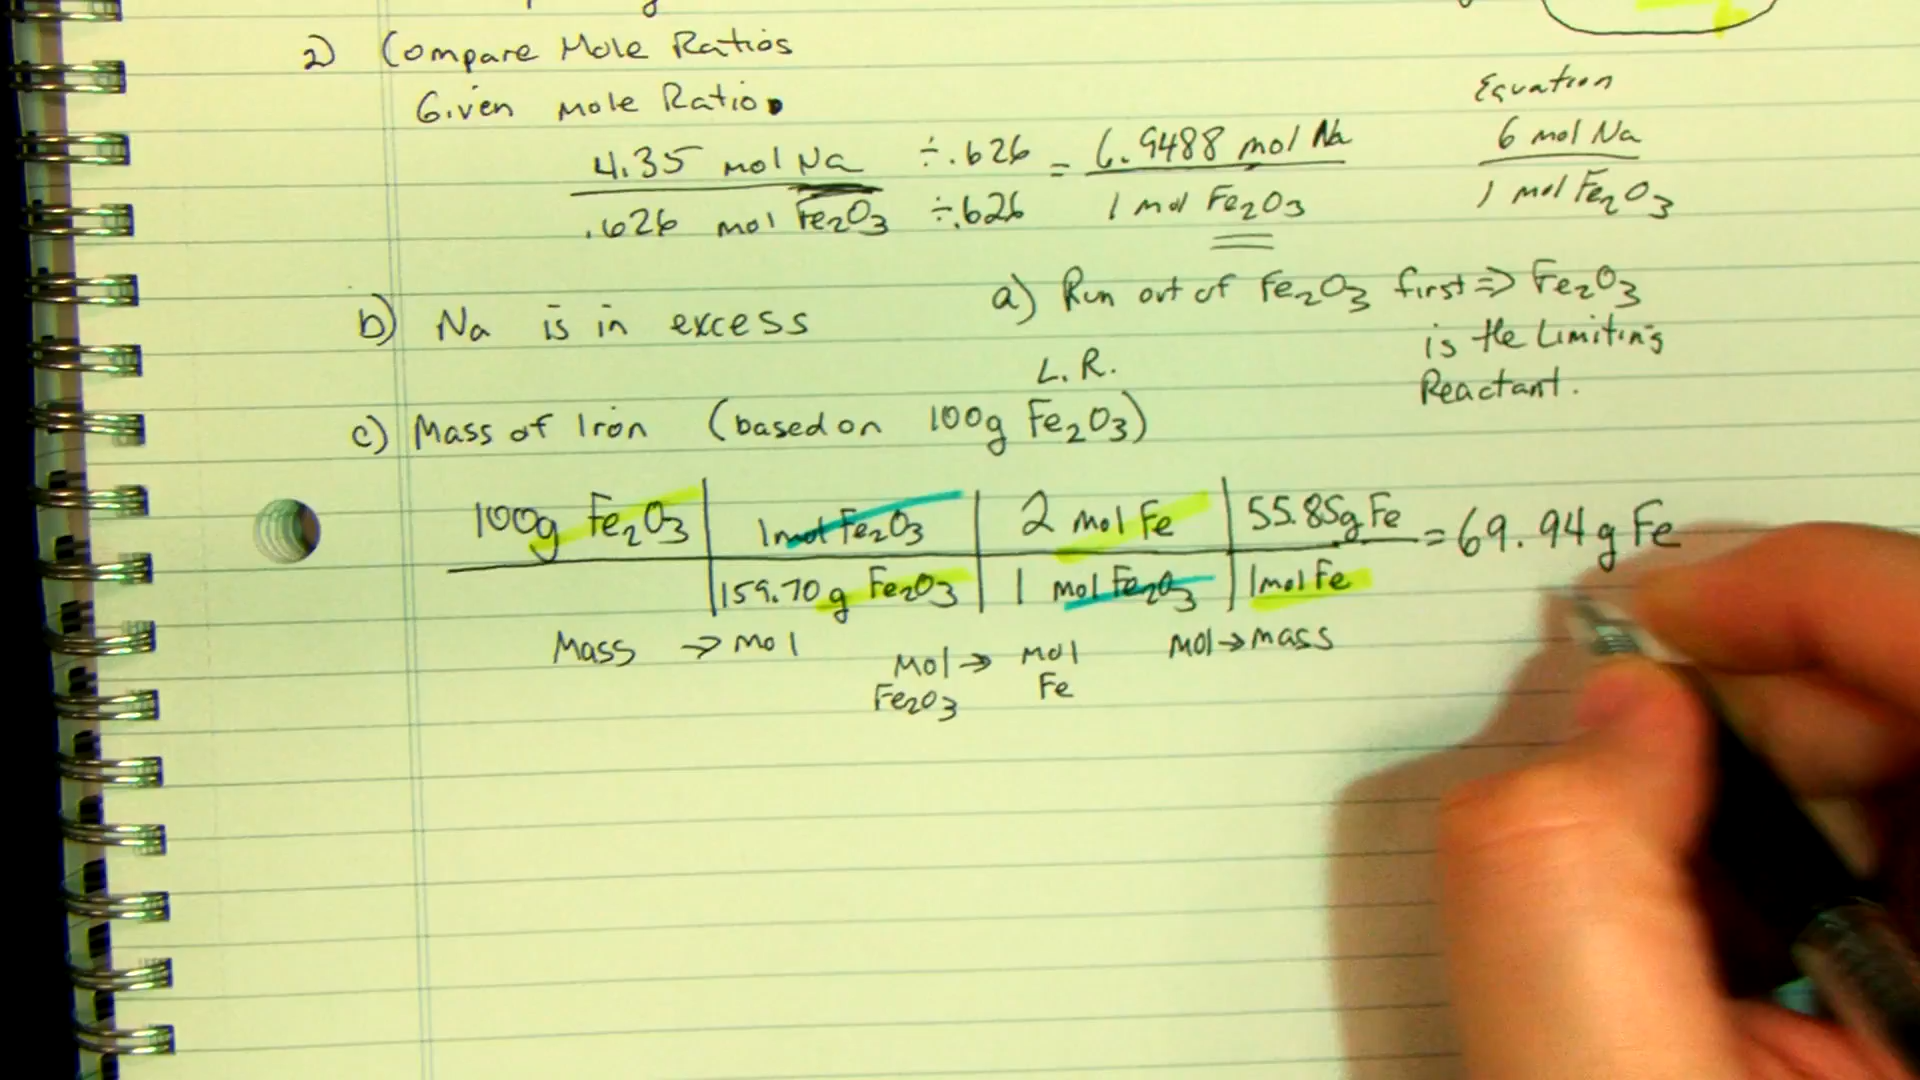 2) Compare Mole Ratios
Given Mole Ratio.
Equation
4.35 mol Na ÷.626 = 6.9488 mol Na
6 mol Na
.626 mol Fe2O3 ÷.626 1 mol Fe2O3
1 mol Fe2O3
a) Run out of Fe2O3 first => Fe2O3
is the Limiting
Reactant.
b) Na is in excess
L.R.
c) Mass of Iron (based on 100g Fe2O3)
100g Fe2O3 | 1 mol Fe2O3 | 2 mol Fe | 55.85g Fe = 69.94 g Fe
159.70 g Fe2O3 | 1 mol Fe2O3 | 1 mol Fe
Mass → mol
Mol → mol
Fe2O3 Fe
Mol → mass